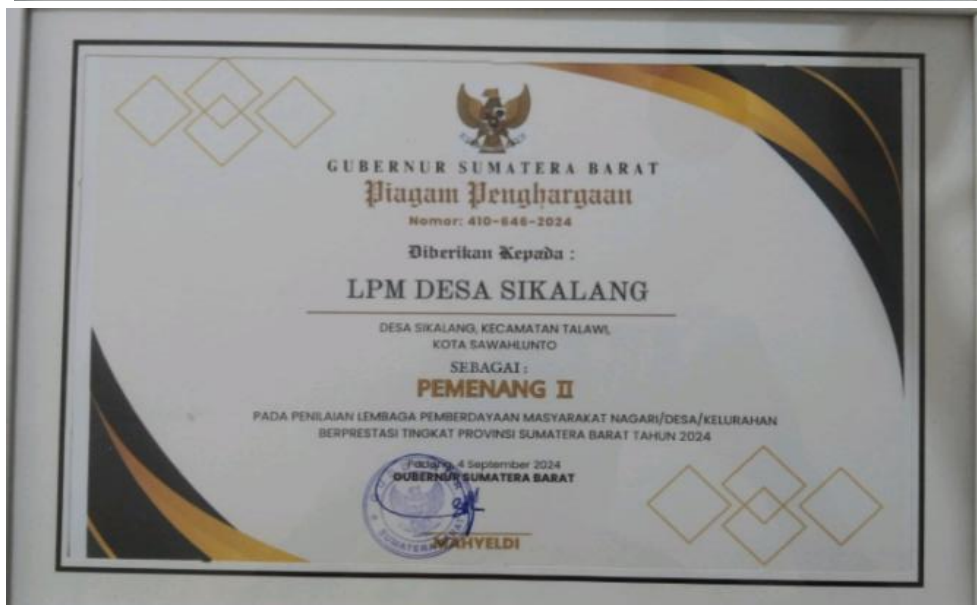 GUBERNUR SUMATERA BARAT
Piagam Penghargaan
Nomor: 410-646-2024
Diberikan Kepada :
LPM DESA SIKALANG
DESA SIKALANG, KECAMATAN TALAWI,
KOTA SAWAHLUNTO
SEBAGAI :
PEMENANG II
PADA PENILAIAN LEMBAGA PEMBERDAYAAN MASYARAKAT NAGARI/DESA/KELURAHAN
BERPRESTASI TINGKAT PROVINSI SUMATERA BARAT TAHUN 2024
Padang, 4 September 2024
GUBERNUR SUMATERA BARAT
MAHYELDI